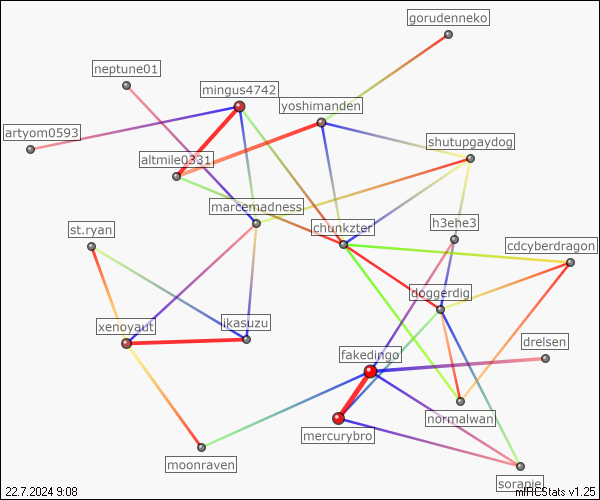 gorudenneko
neptune01
mingus4742
yoshimanden
artyom0593
shutupgaydog
altmile0331
marcemadness
st.ryan
chunkzter
h3ehe3
cdcyberdragon
doggerdig
xenoyaut
ikasuzu
drelsen
fakedingo
normalwan
mercurybro
moonraven
soranje
22.7.2024 9:08
mIRCStats v1.25